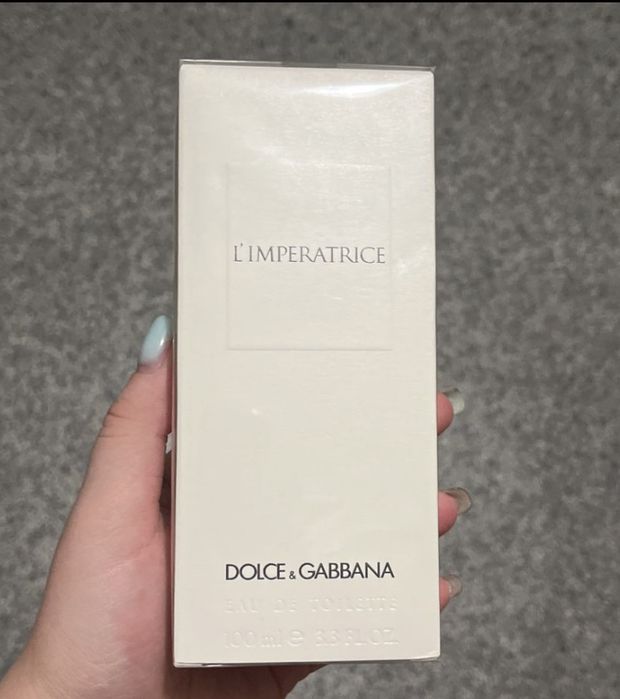 L'IMPERATRICE
DOLCE & GABBANA
EAU DE TOILETTE
100 ml ℮ 3.3 FL.OZ.